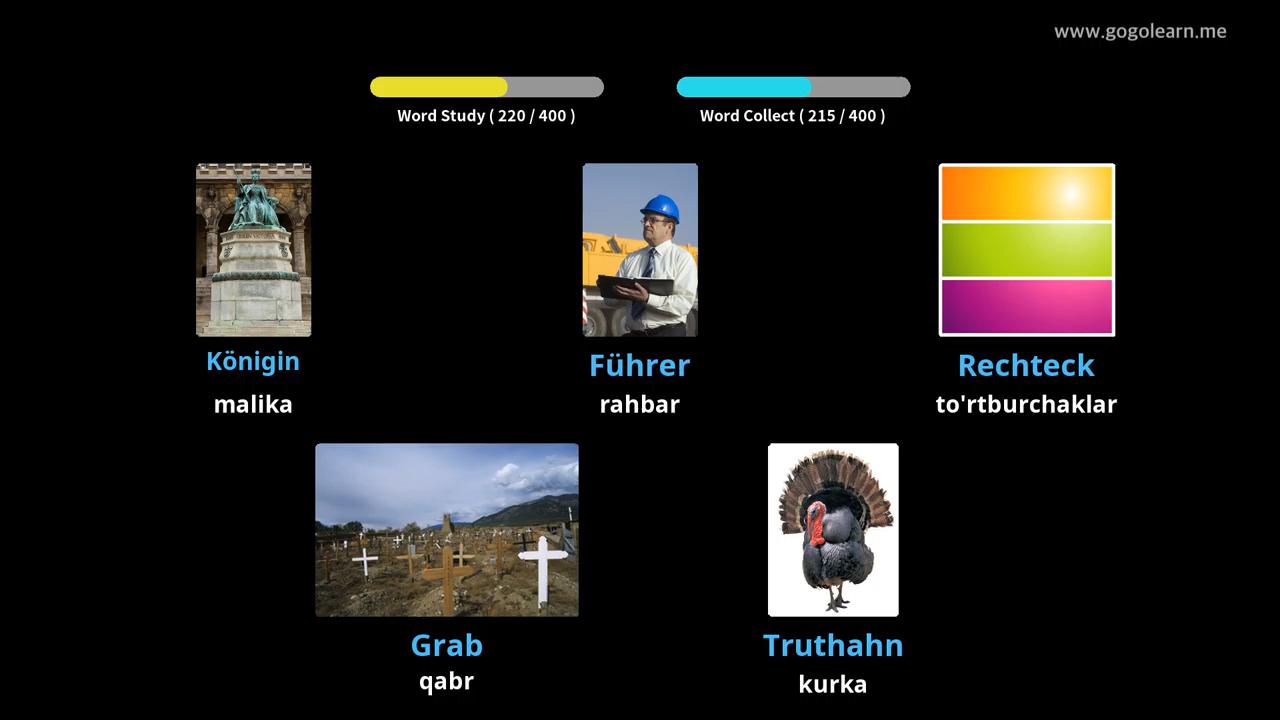 www.gogolearn.me
Word Study ( 220 / 400 )
Word Collect ( 215 / 400 )
Königin
malika
Führer
rahbar
Rechteck
to'rtburchaklar
Grab
qabr
Truthahn
kurka